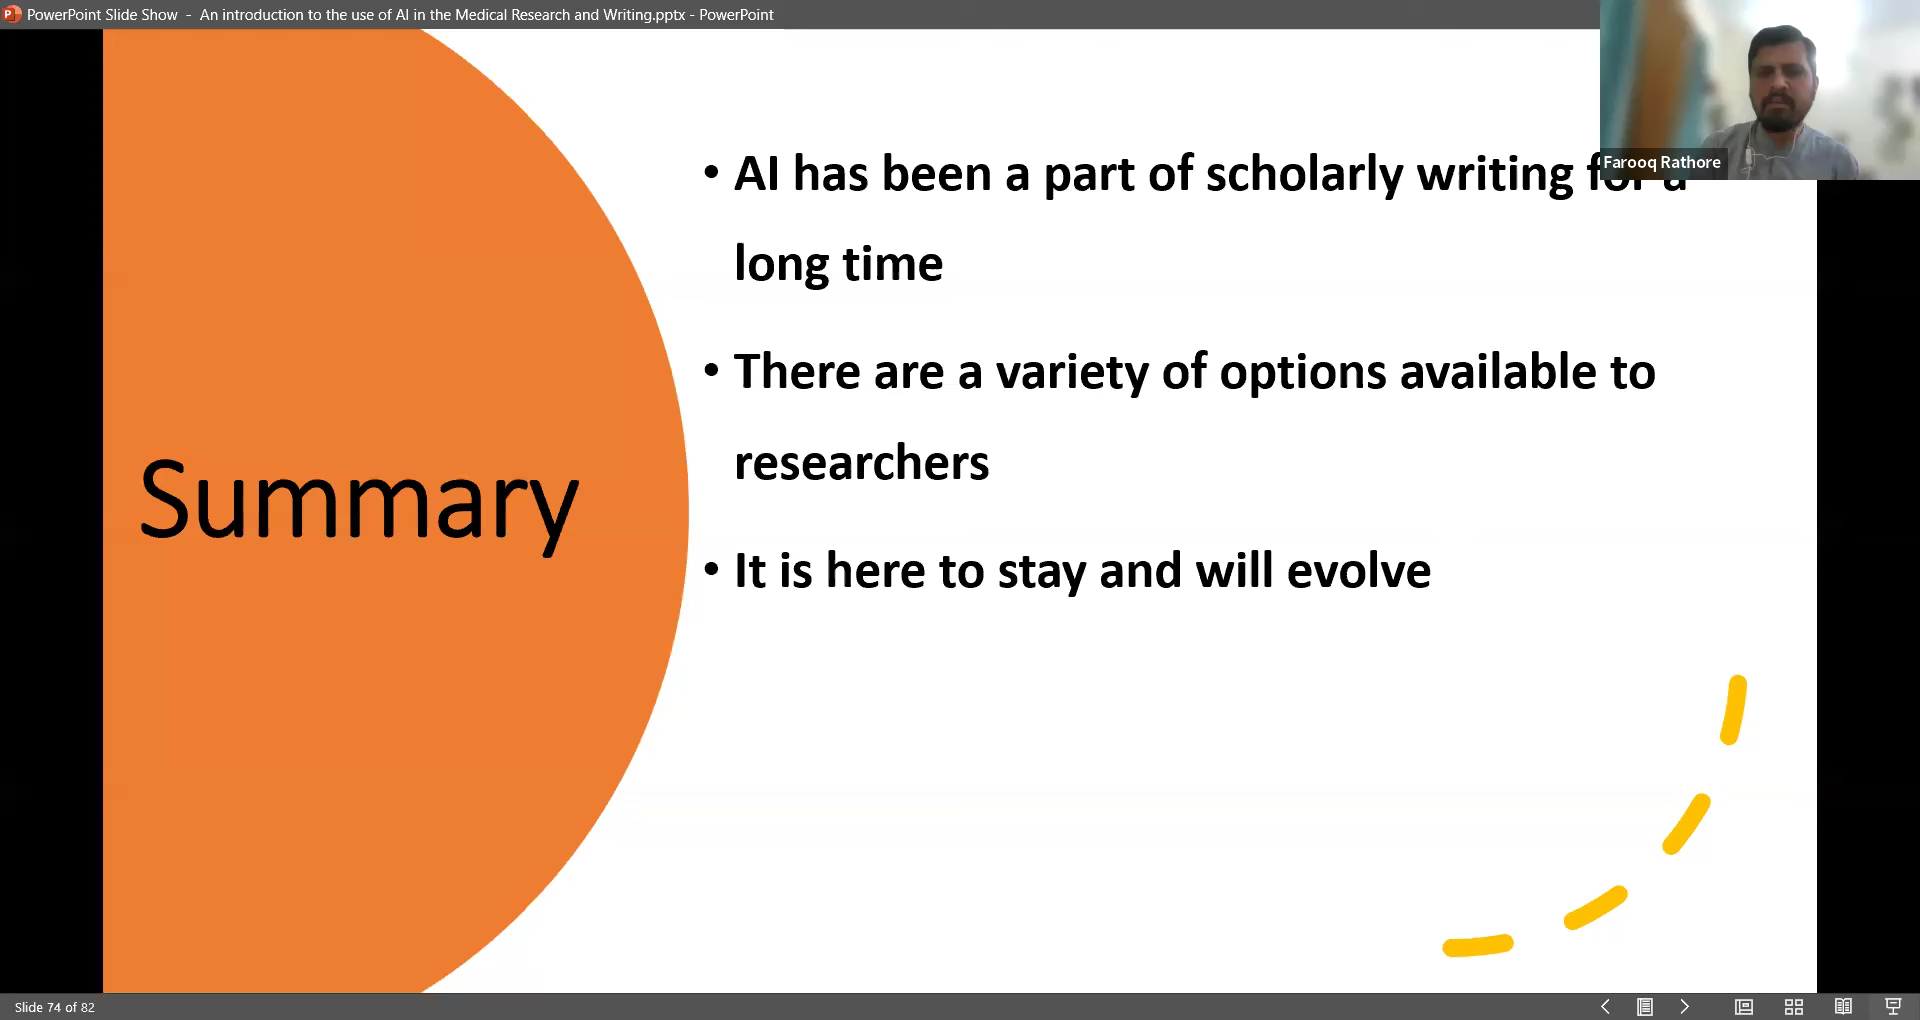 PowerPoint Slide Show - An introduction to the use of AI in the Medical Research and Writing.pptx - PowerPoint
Farooq Rathore
Summary
• AI has been a part of scholarly writing for a
long time
• There are a variety of options available to
researchers
• It is here to stay and will evolve
Slide 74 of 82